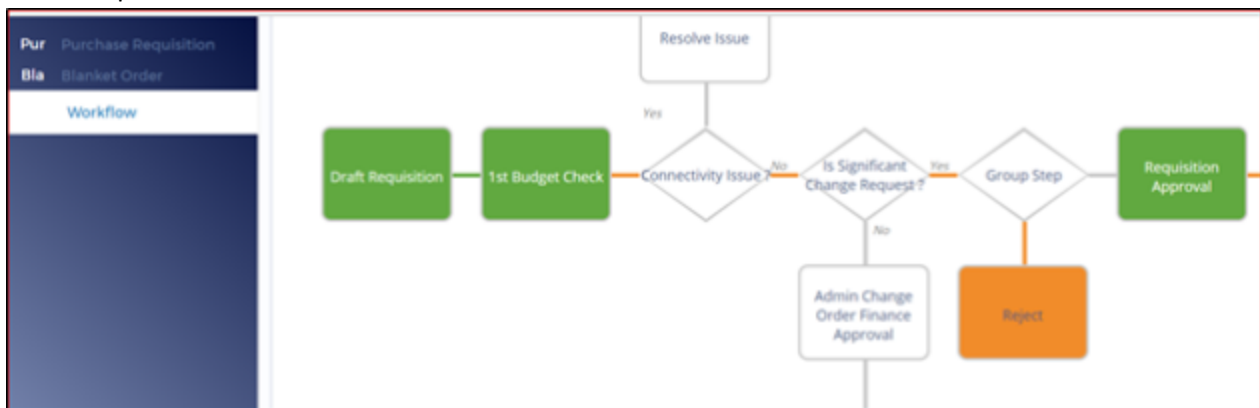 Pur Purchase Requisition
Bla Blanket Order
Workflow
Resolve Issue
Yes
Draft Requisition
1st Budget Check
Connectivity Issue ?
No
Is Significant
Change Request ?
Yes
Group Step
Requisition
Approval
No
Admin Change
Order Finance
Approval
Reject